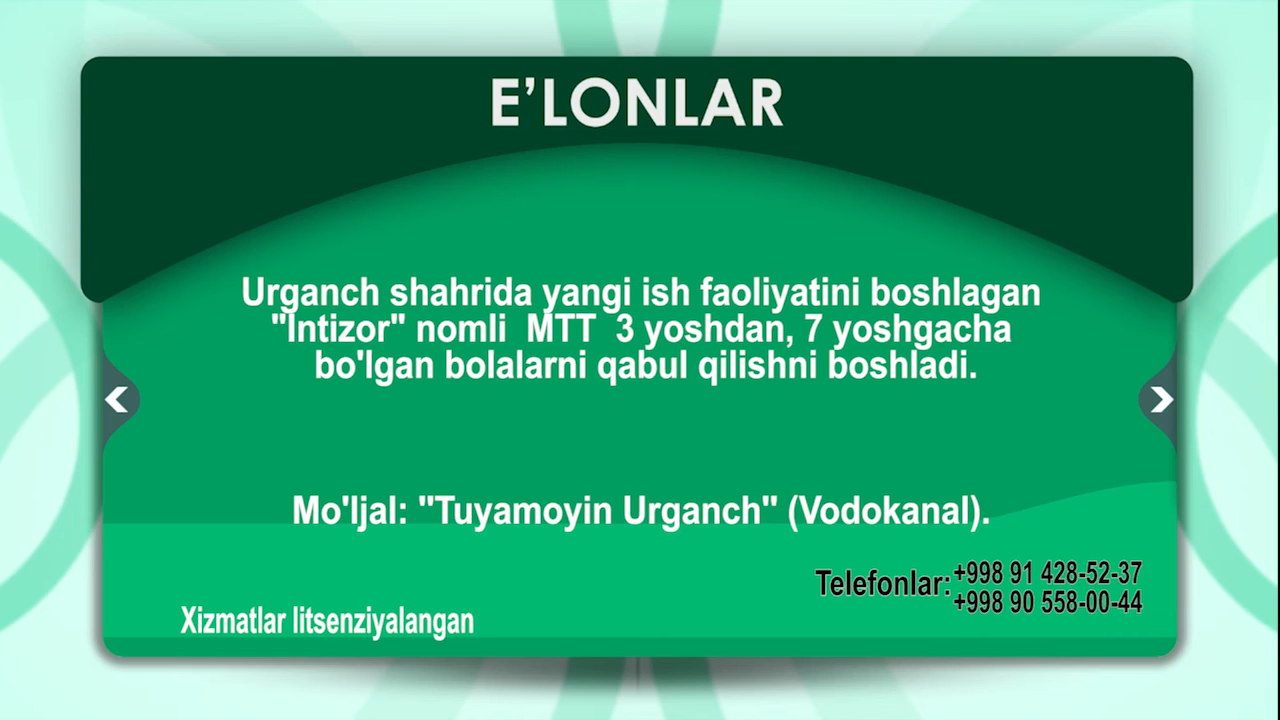 E’LONLAR
Urganch shahrida yangi ish faoliyatini boshlagan
"Intizor" nomli MTT 3 yoshdan, 7 yoshgacha
bo'lgan bolalarni qabul qilishni boshladi.
Mo'ljal: "Tuyamoyin Urganch" (Vodokanal).
Telefonlar: +998 91 428-52-37
+998 90 558-00-44
Xizmatlar litsenziyalangan